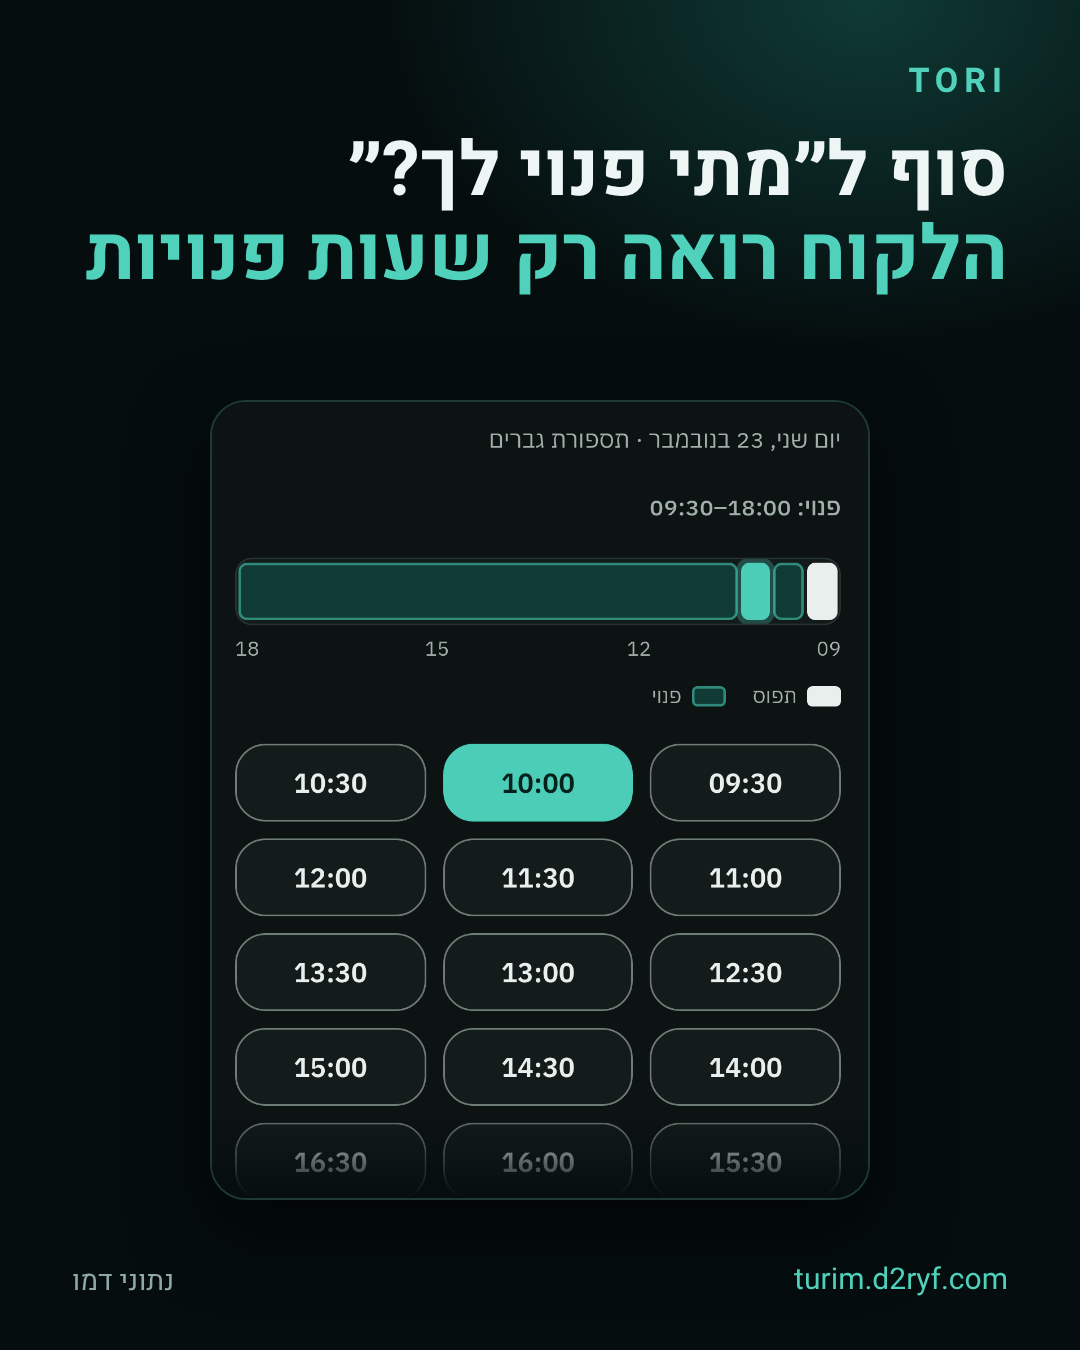 TORI
סוף ל”מתי פנוי לך?”
הלקוח רואה רק שעות פנויות
יום שני, 23 בנובמבר · תספורת גברים
פנוי: 09:30–18:00
09 12 15 18
תפוס פנוי
09:30 10:00 10:30
11:00 11:30 12:00
12:30 13:00 13:30
14:00 14:30 15:00
15:30 16:00 16:30
turim.d2ryf.com
נתוני דמו